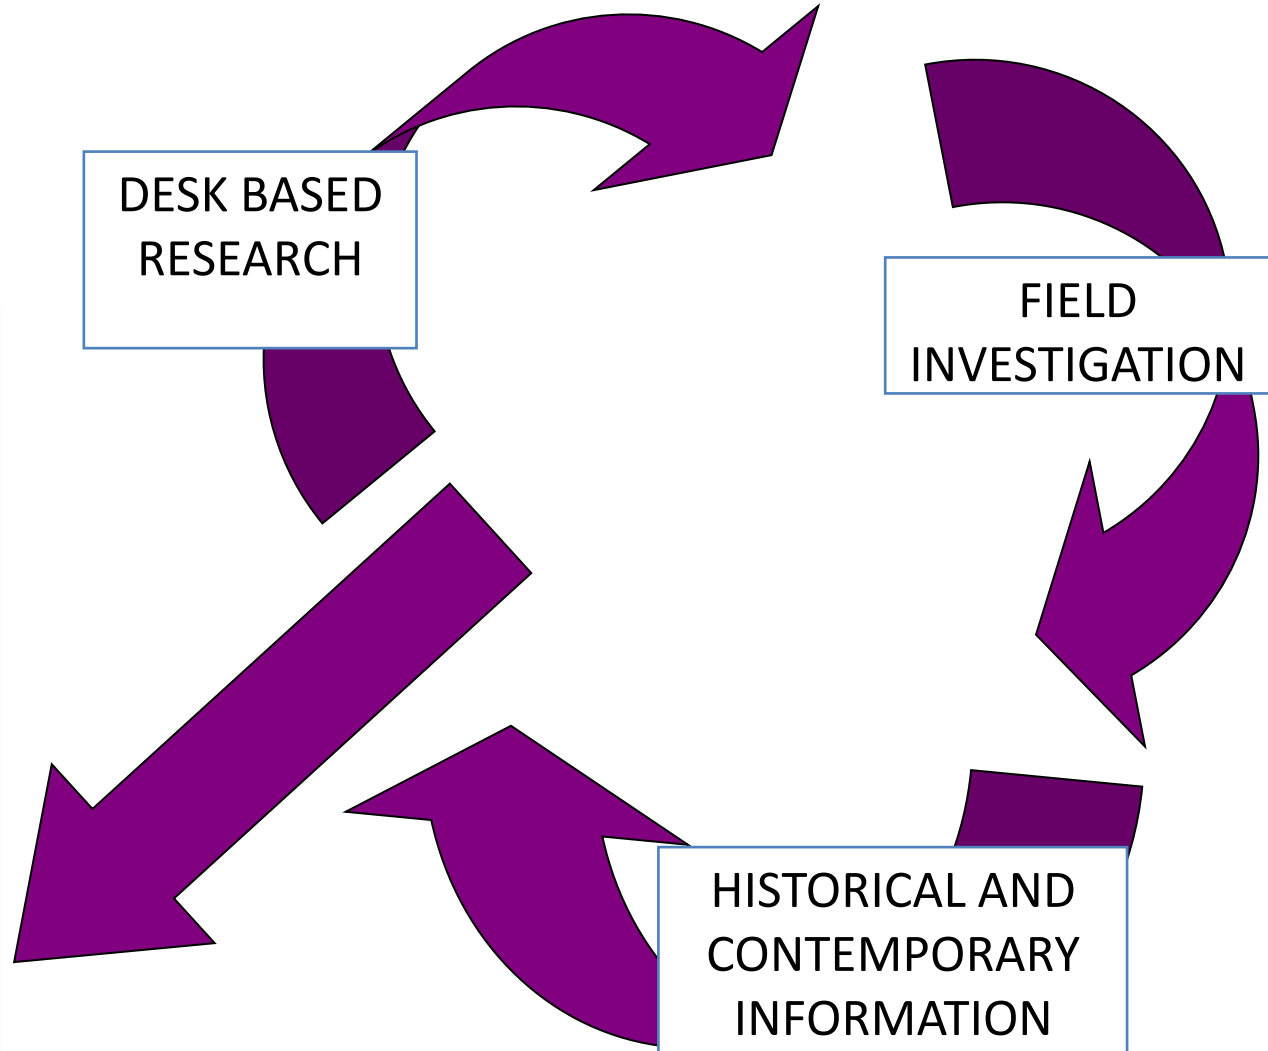 DESK BASED
RESEARCH
FIELD
INVESTIGATION
HISTORICAL AND
CONTEMPORARY
INFORMATION